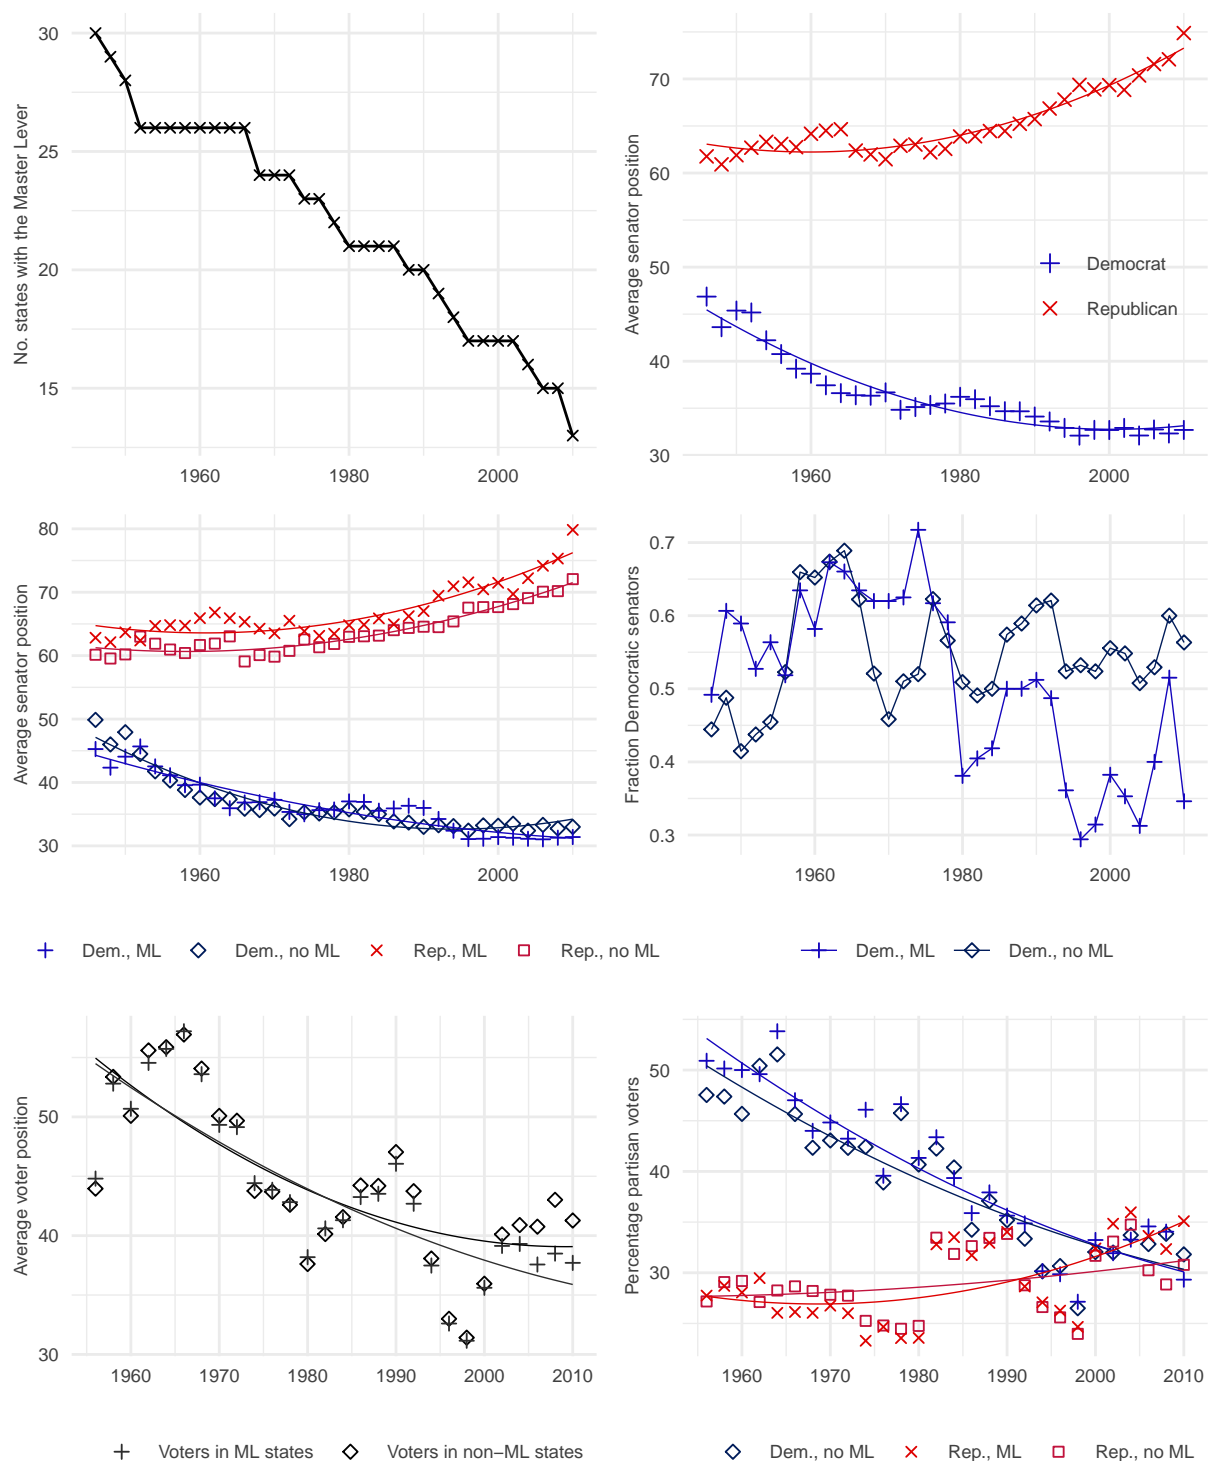 No. states with the Master Lever
30
25
20
15
1960 1980 2000
Average senator position
70
60
50
40
30
Democrat
Republican
1960 1980 2000
Average senator position
80
70
60
50
40
30
1960 1980 2000
Fraction Democratic senators
0.7
0.6
0.5
0.4
0.3
1960 1980 2000
Dem., ML Dem., no ML Rep., ML Rep., no ML
Dem., ML Dem., no ML
Average voter position
50
40
30
1960 1970 1980 1990 2000 2010
Percentage partisan voters
50
40
30
1960 1970 1980 1990 2000 2010
Voters in ML states Voters in non−ML states
Dem., no ML Rep., ML Rep., no ML